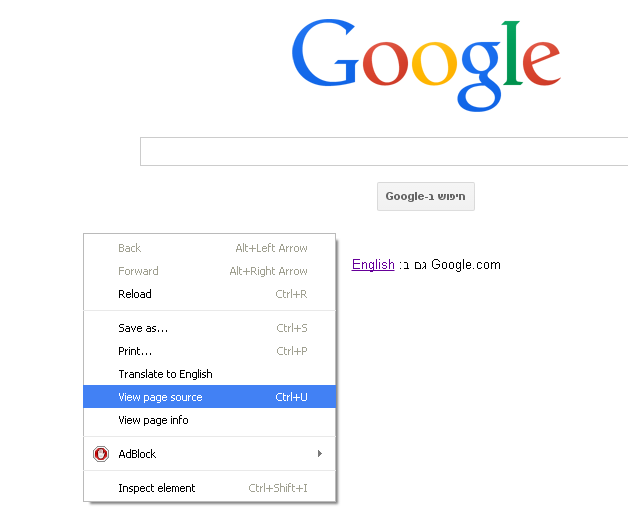 Google
חיפוש ב-Google
Google.com גם ב: English
Back Alt+Left Arrow
Forward Alt+Right Arrow
Reload Ctrl+R
Save as... Ctrl+S
Print... Ctrl+P
Translate to English
View page source Ctrl+U
View page info
AdBlock
Inspect element Ctrl+Shift+I